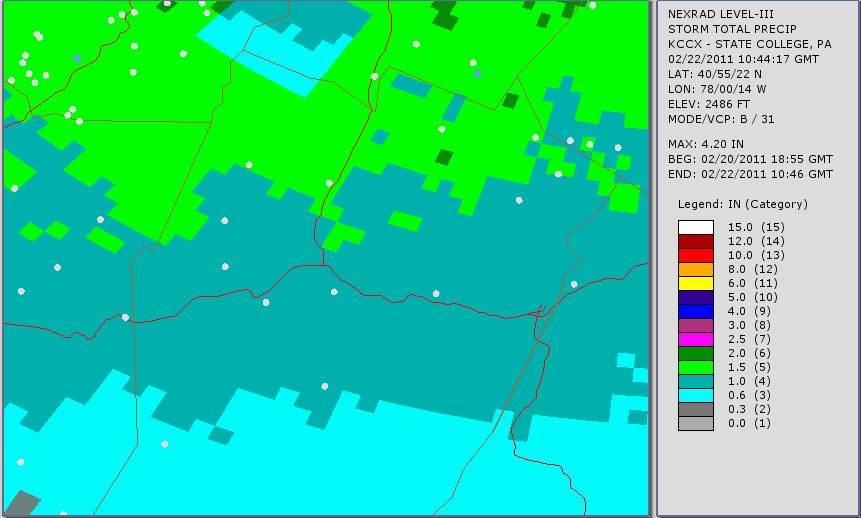 NEXRAD LEVEL-III
STORM TOTAL PRECIP
KCCX - STATE COLLEGE, PA
02/22/2011 10:44:17 GMT
LAT: 40/55/22 N
LON: 78/00/14 W
ELEV: 2486 FT
MODE/VCP: B / 31
MAX: 4.20 IN
BEG: 02/20/2011 18:55 GMT
END: 02/22/2011 10:46 GMT
Legend: IN (Category)
15.0 (15)
12.0 (14)
10.0 (13)
8.0 (12)
6.0 (11)
5.0 (10)
4.0 (9)
3.0 (8)
2.5 (7)
2.0 (6)
1.5 (5)
1.0 (4)
0.6 (3)
0.3 (2)
0.0 (1)